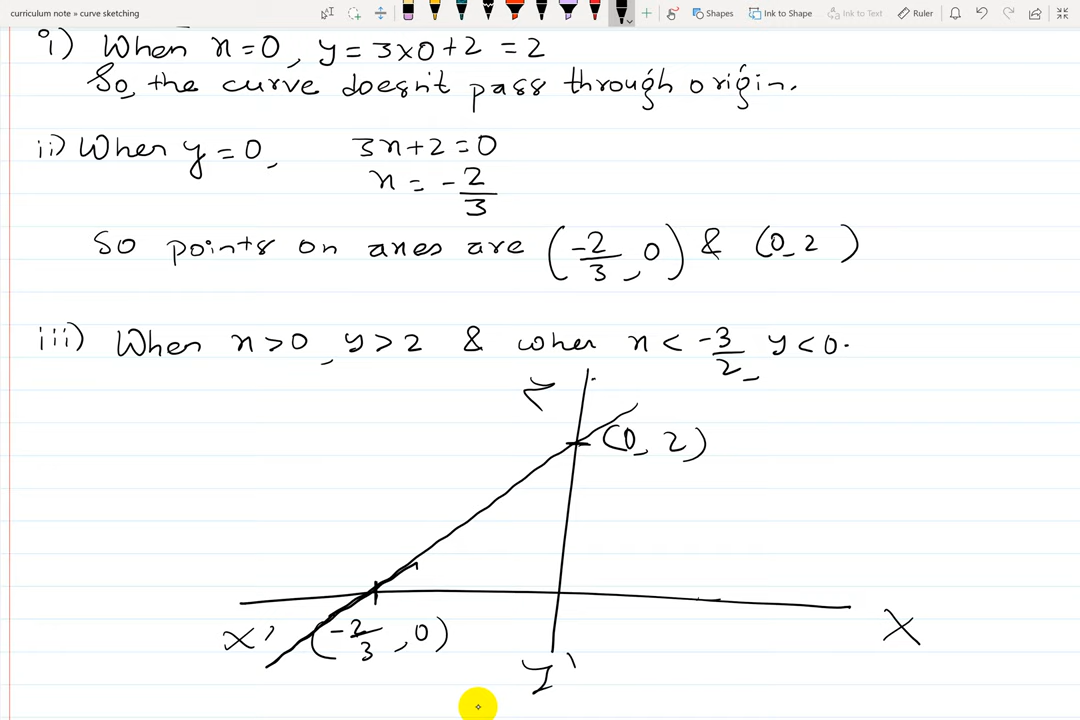 curriculum note » curve sketching
Shapes Ink to Shape Ink to Text Ruler
i) When x=0, y=3x0+2 = 2
So, the curve doesn't pass through origin.
ii) When y=0, 3x+2=0
x = -2/3
So points on axes are (-2/3, 0) & (0, 2)
iii) When x>0, y>2 & when x < -3/2, y<0.
Y
(0, 2)
X' (-2/3, 0) X
Y'